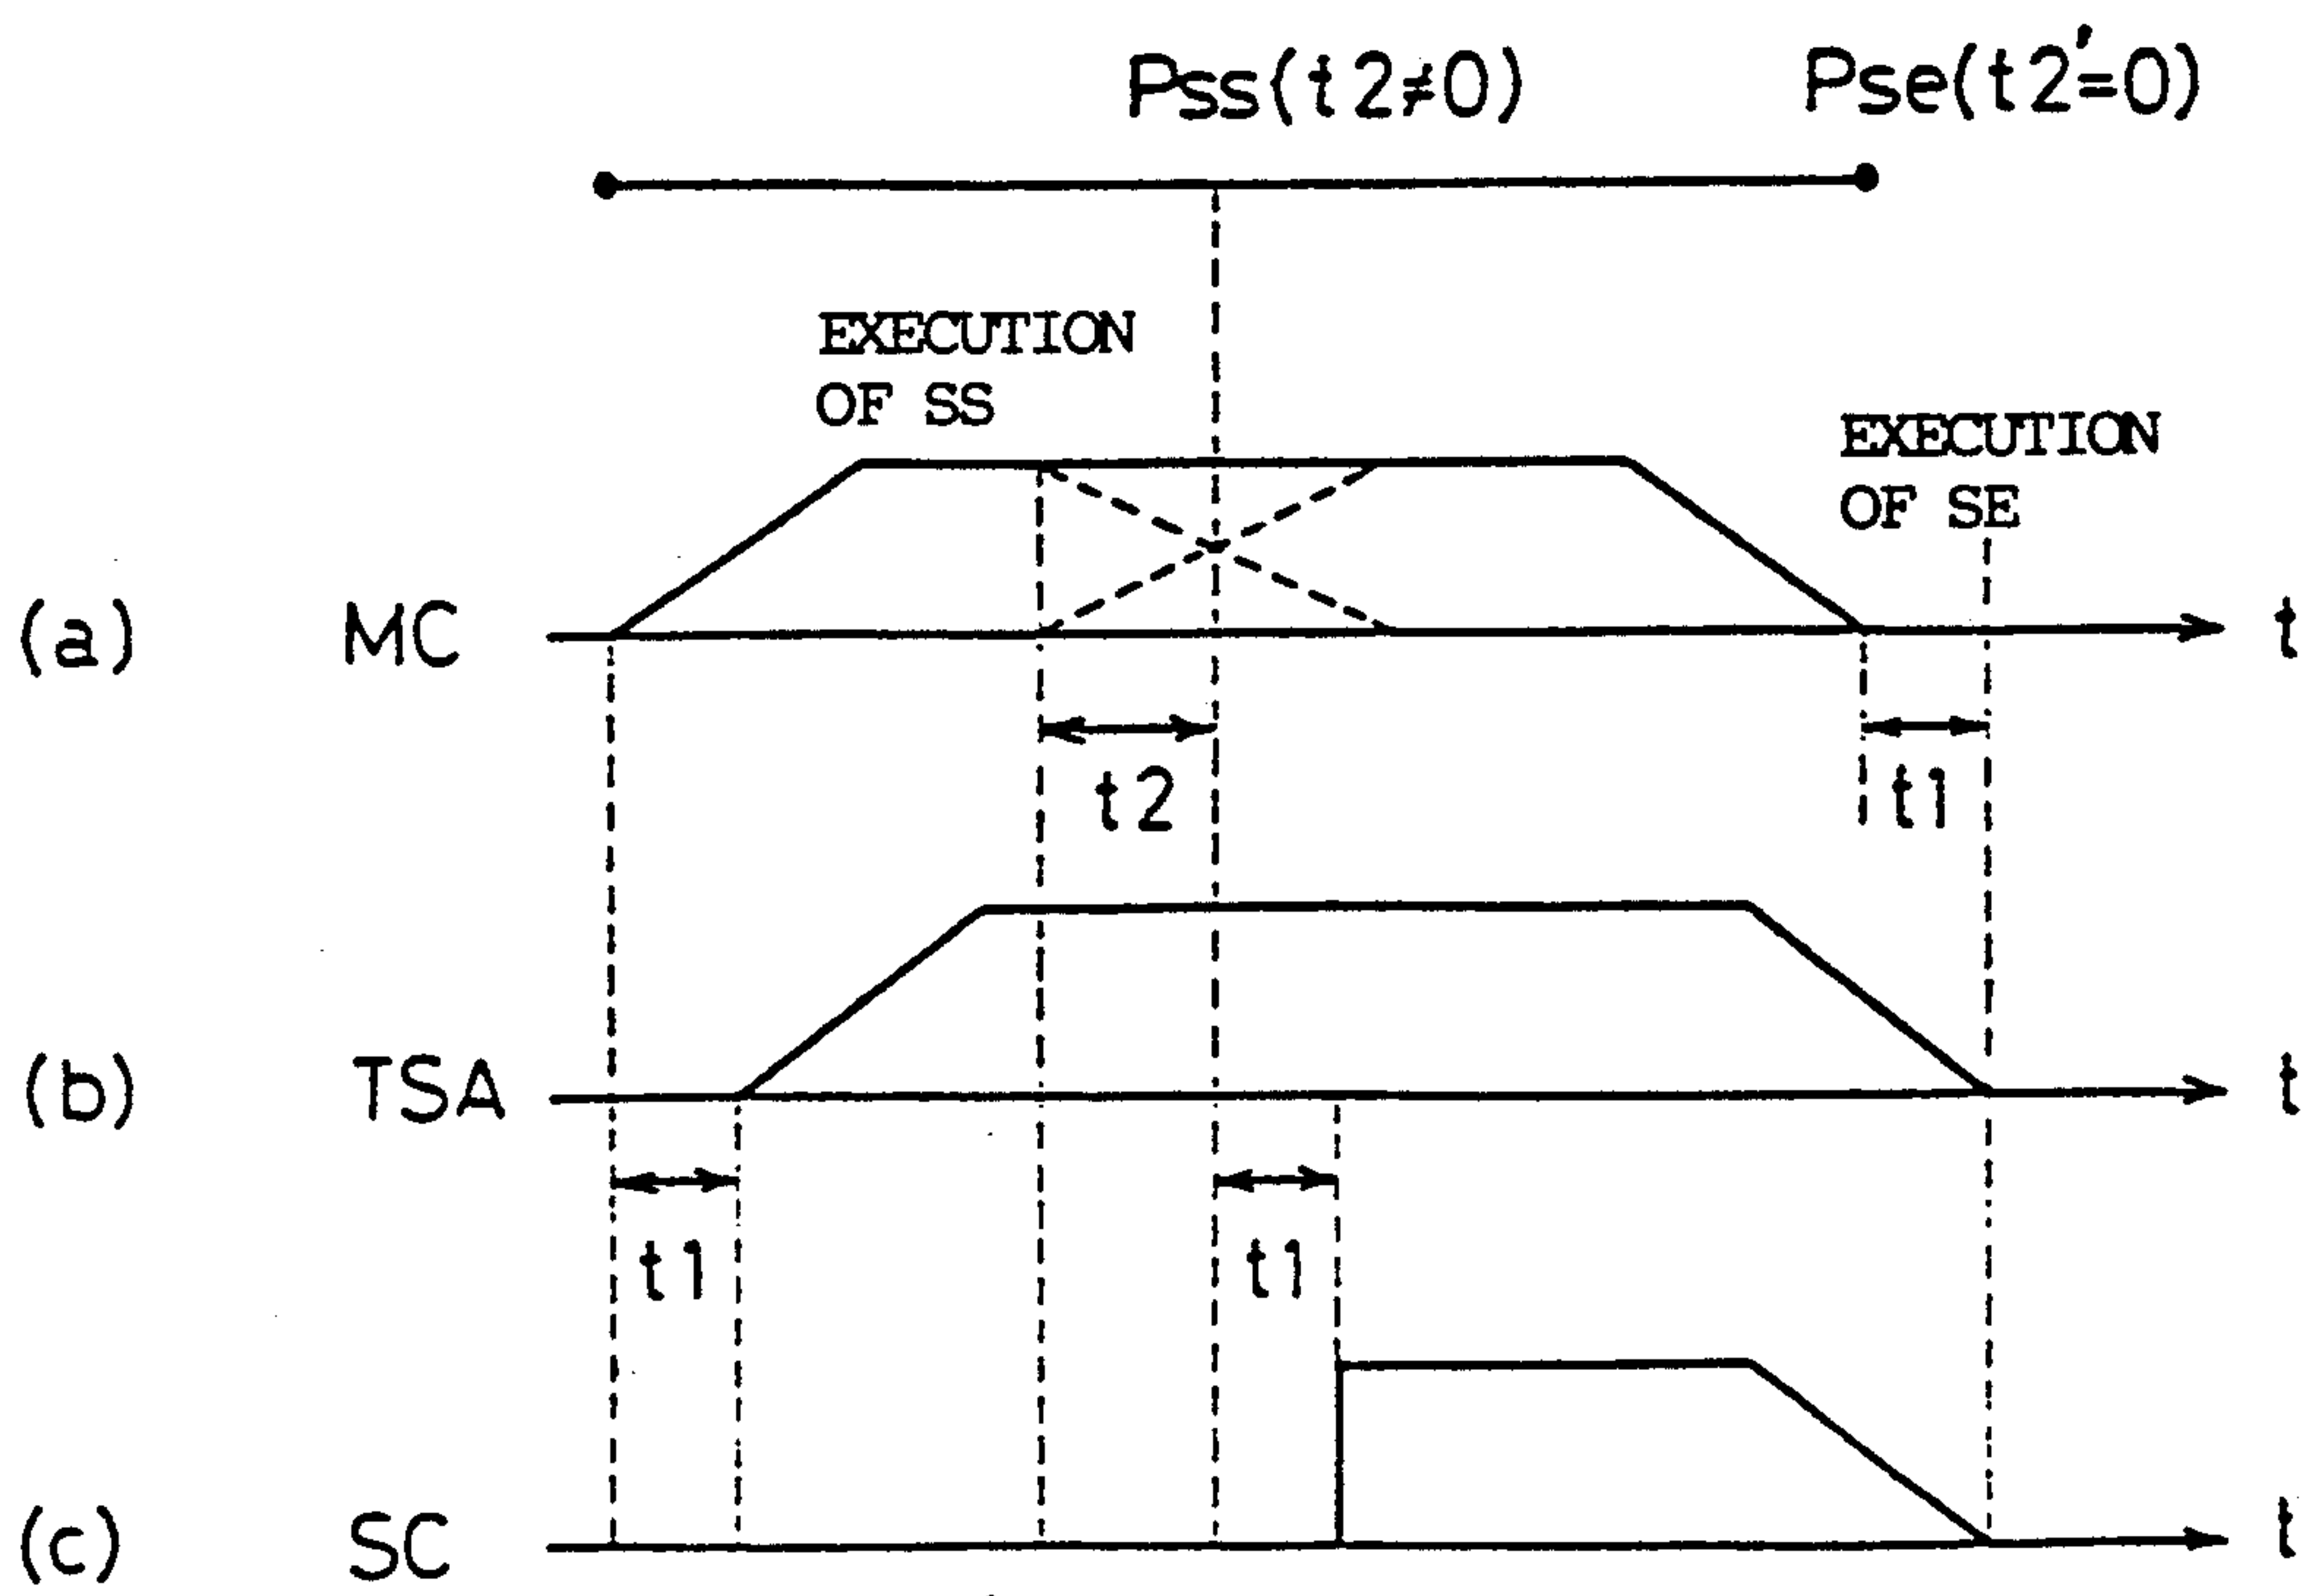 Pss(t2≠0)
Pse(t2'=0)
EXECUTION
OF SS
EXECUTION
OF SE
(a) MC t
t2
t1
(b) TSA t
t1
t1
(c) SC t